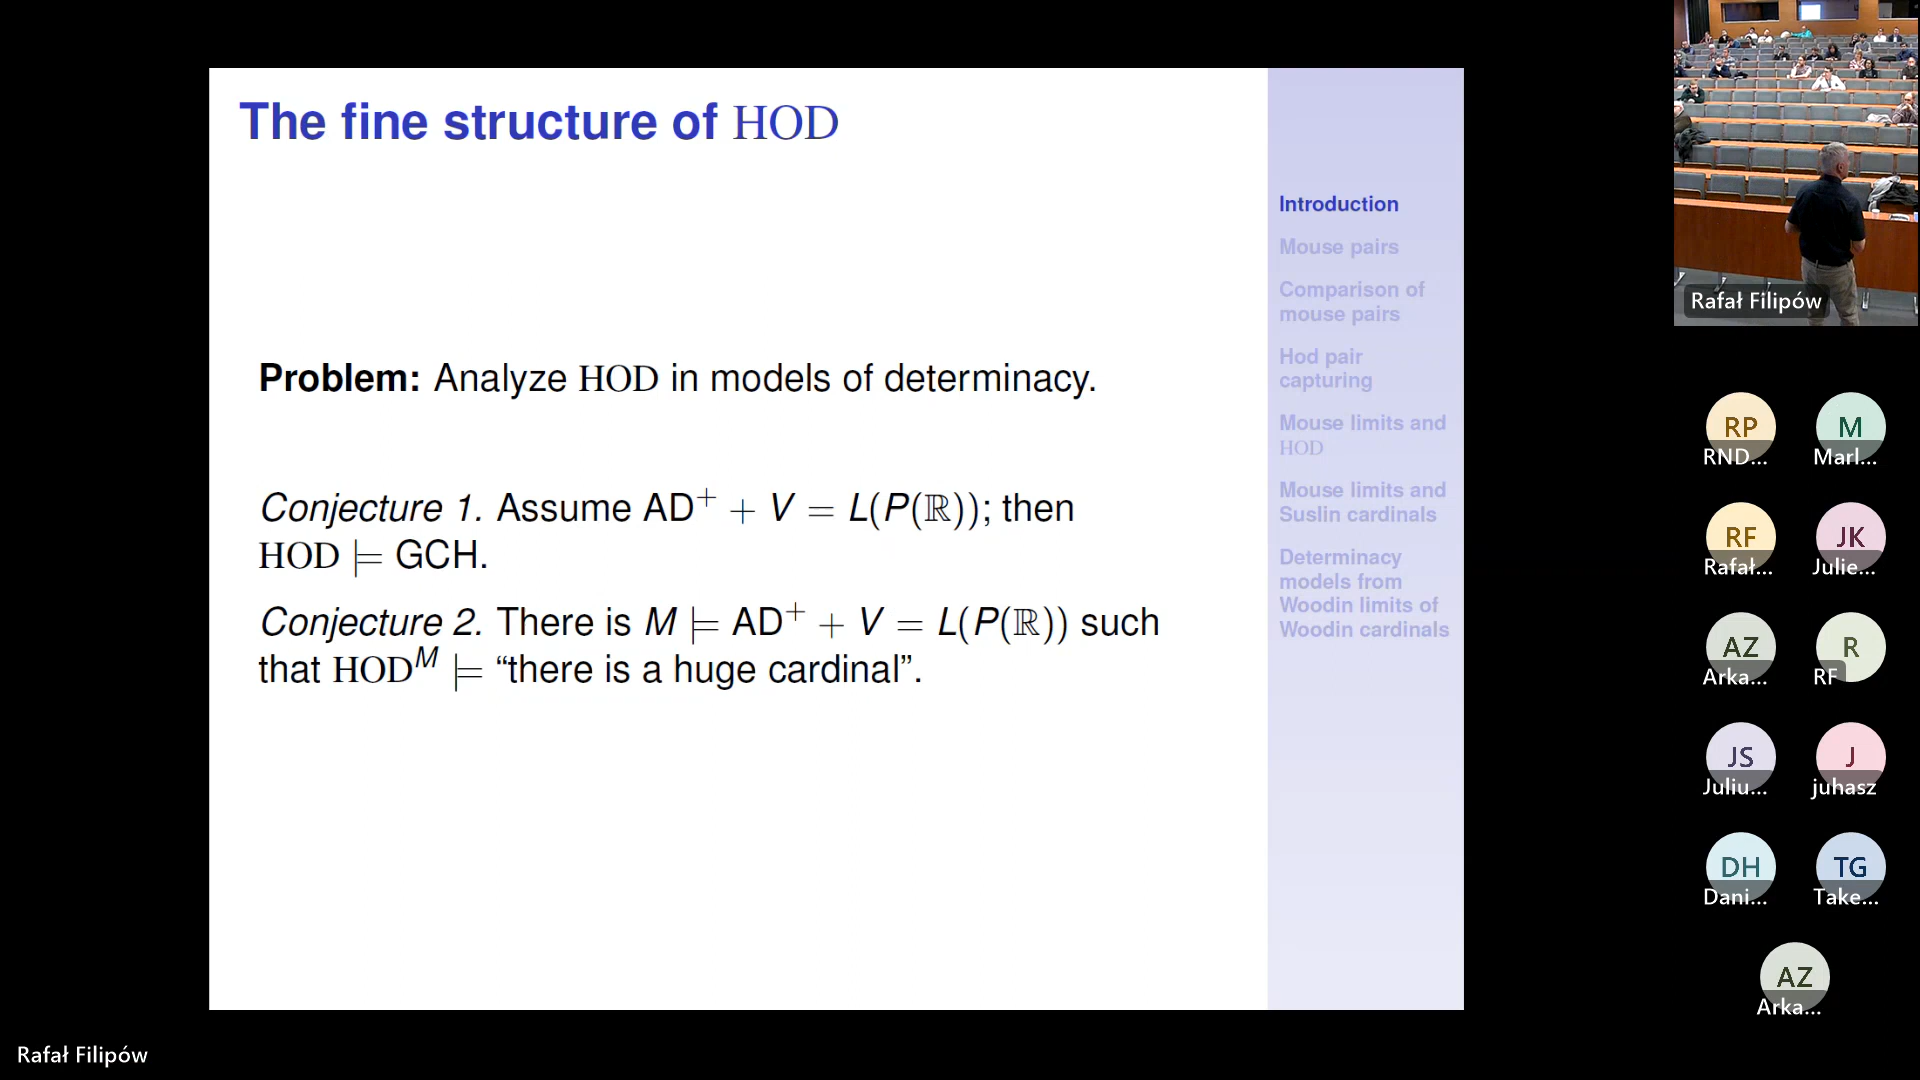 The fine structure of HOD
Problem: Analyze HOD in models of determinacy.
Conjecture 1. Assume AD⁺ + V = L(P(ℝ)); then
HOD ⊨ GCH.
Conjecture 2. There is M ⊨ AD⁺ + V = L(P(ℝ)) such
that HODᴹ ⊨ “there is a huge cardinal”.
Introduction
Mouse pairs
Comparison of
mouse pairs
Hod pair
capturing
Mouse limits and
HOD
Mouse limits and
Suslin cardinals
Determinacy
models from
Woodin limits of
Woodin cardinals
Rafał Filipów
RP
RND...
M
Marl...
RF
Rafał...
JK
Julie...
AZ
Arka...
R
RF
JS
Juliu...
J
juhasz
DH
Dani...
TG
Take...
AZ
Arka...
Rafał Filipów